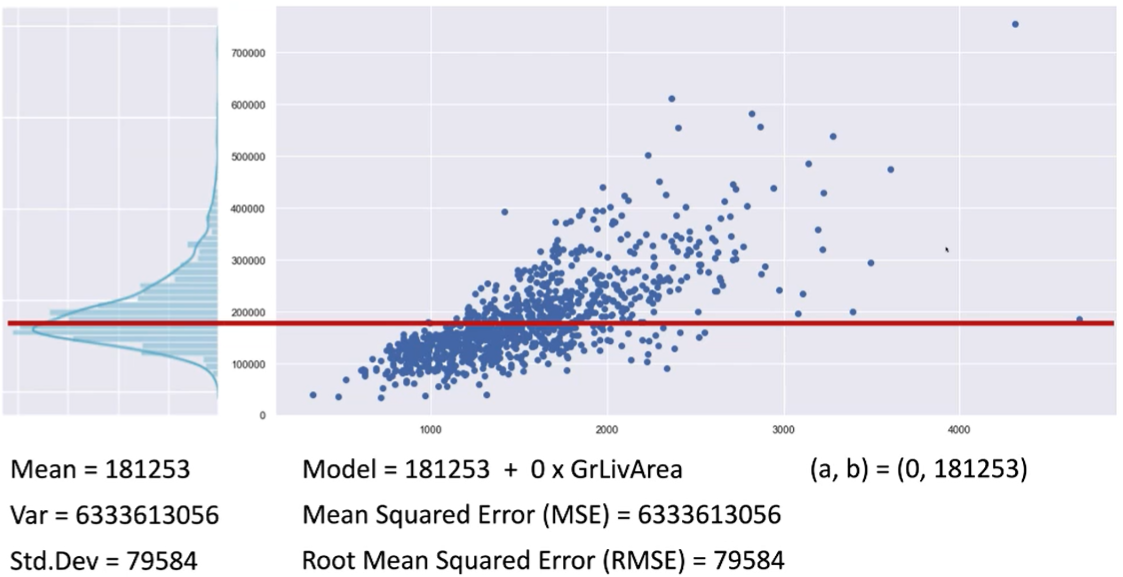 700000
600000
500000
400000
300000
200000
100000
0
1000 2000 3000 4000
Mean = 181253
Var = 6333613056
Std.Dev = 79584
Model = 181253 + 0 x GrLivArea
(a, b) = (0, 181253)
Mean Squared Error (MSE) = 6333613056
Root Mean Squared Error (RMSE) = 79584